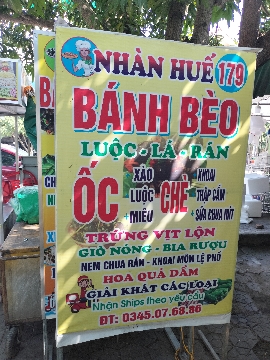 NHÀN HUẾ 179
BÁNH BÈO
LUỘC - LÁ - RÁN
ỐC XÀO LUỘC + MIẾU CHÈ + KHOAI THẬP CẨM + SỮA CHUA MÍT
TRỨNG VỊT LỘN
GIÒ NÓNG - BIA RƯỢU
NEM CHUA RÁN - KHOAI MÔN LỆ PHỐ
HOA QUẢ DẦM
GIẢI KHÁT CÁC LOẠI
Nhận Ships theo yêu cầu
ĐT: 0345.07.68.86